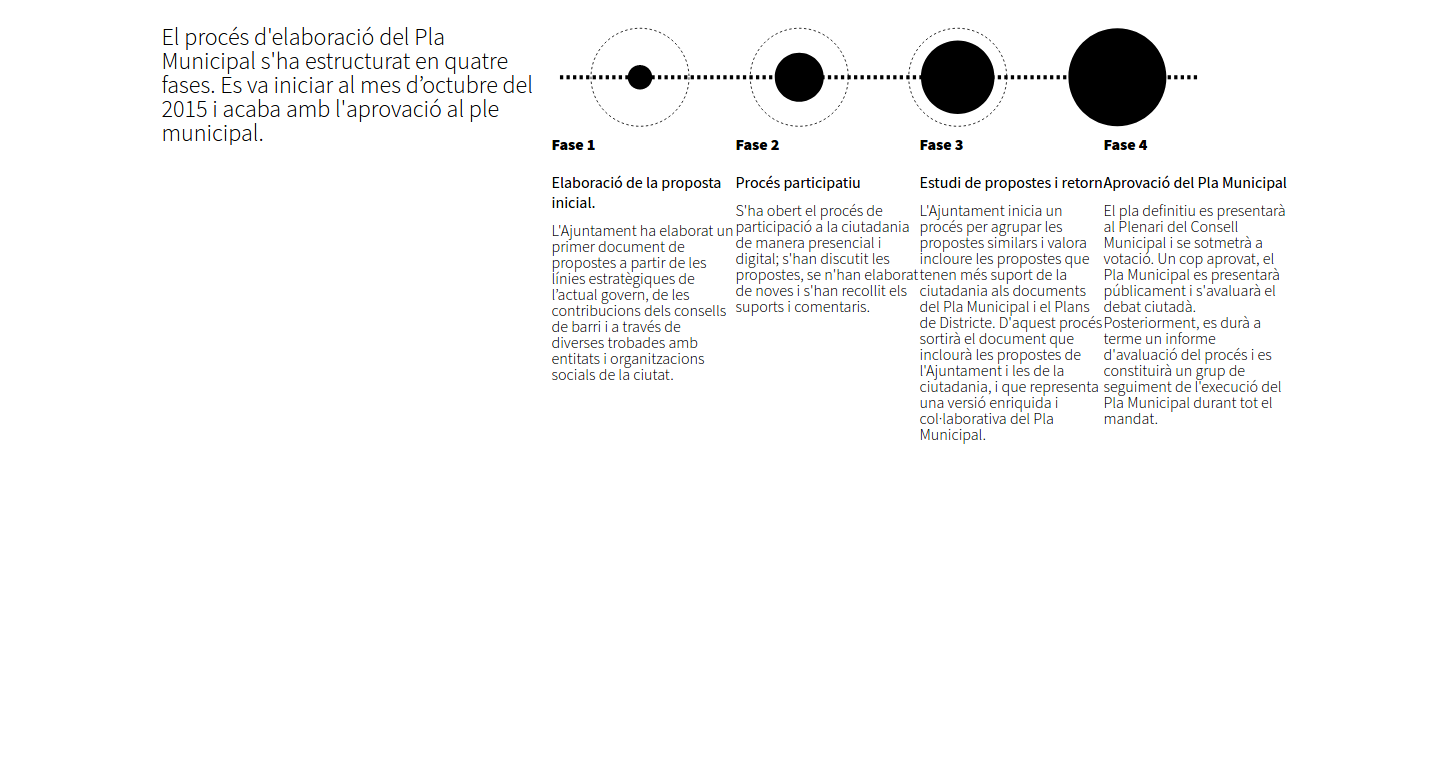 El procés d'elaboració del Pla
Municipal s'ha estructurat en quatre
fases. Es va iniciar al mes d’octubre del
2015 i acaba amb l'aprovació al ple
municipal.
Fase 1
Elaboració de la proposta
inicial.
L'Ajuntament ha elaborat un
primer document de
propostes a partir de les
línies estratègiques de
l’actual govern, de les
contribucions dels consells
de barri i a través de
diverses trobades amb
entitats i organitzacions
socials de la ciutat.
Fase 2
Procés participatiu
S'ha obert el procés de
participació a la ciutadania
de manera presencial i
digital; s'han discutit les
propostes, se n'han elaborat
de noves i s'han recollit els
suports i comentaris.
Fase 3
Estudi de propostes i retorn
L'Ajuntament inicia un
procés per agrupar les
propostes similars i valora
incloure les propostes que
tenen més suport de la
ciutadania als documents
del Pla Municipal i el Plans
de Districte. D'aquest procés
sortirà el document que
inclourà les propostes de
l'Ajuntament i les de la
ciutadania, i que representa
una versió enriquida i
col·laborativa del Pla
Municipal.
Fase 4
Aprovació del Pla Municipal
El pla definitiu es presentarà
al Plenari del Consell
Municipal i se sotmetrà a
votació. Un cop aprovat, el
Pla Municipal es presentarà
públicament i s'avaluarà el
debat ciutadà.
Posteriorment, es durà a
terme un informe
d'avaluació del procés i es
constituirà un grup de
seguiment de l'execució del
Pla Municipal durant tot el
mandat.